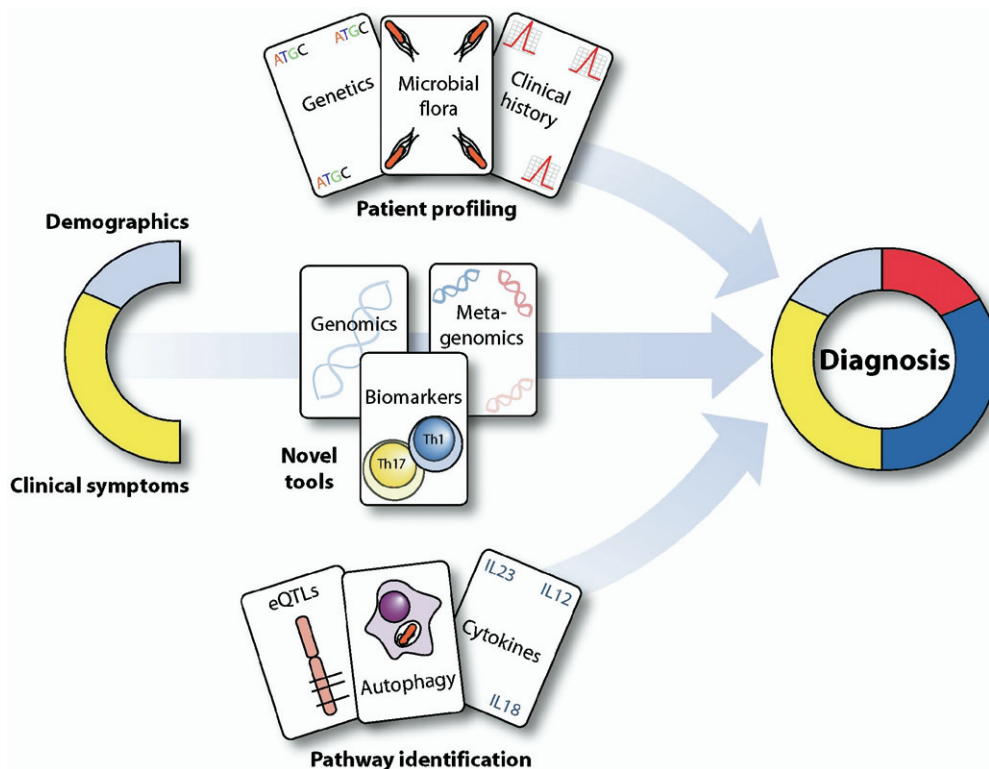 ATGC
ATGC
Genetics
ATGC
Microbial
flora
Clinical
history
Patient profiling
Demographics
Clinical symptoms
Genomics
Meta-
genomics
Biomarkers
Th1
Th17
Novel
tools
Diagnosis
eQTLs
Autophagy
IL23
IL12
Cytokines
IL18
Pathway identification